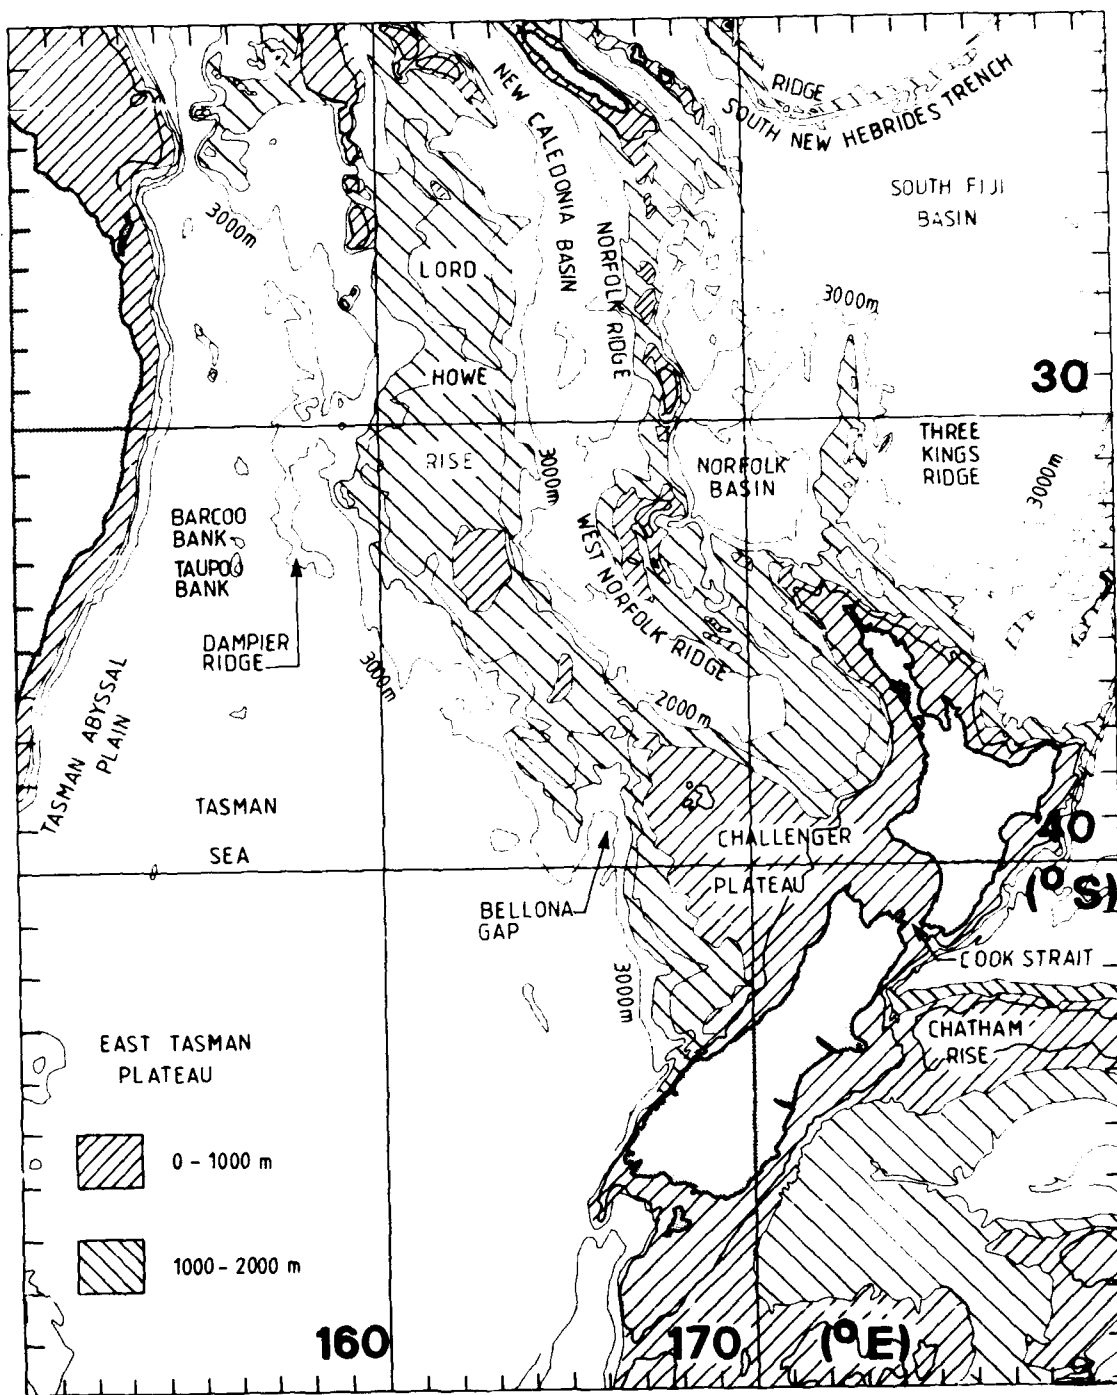 RIDGE
SOUTH NEW HEBRIDES TRENCH
NEW CALEDONIA BASIN
SOUTH FIJI
BASIN
3000m
NORFOLK RIDGE
LORD
3000m
30
HOWE
THREE
KINGS
RIDGE
RISE
3000m
NORFOLK
BASIN
3000m
BARCOO
BANK
TAUPO
BANK
WEST NORFOLK RIDGE
DAMPIER
RIDGE
3000m
2000m
TASMAN ABYSSAL
PLAIN
TASMAN
SEA
CHALLENGER
PLATEAU
40
(°S)
BELLONA
GAP
COOK STRAIT
3000m
EAST TASMAN
PLATEAU
CHATHAM
RISE
0-1000 m
1000-2000 m
160
170
(°E)